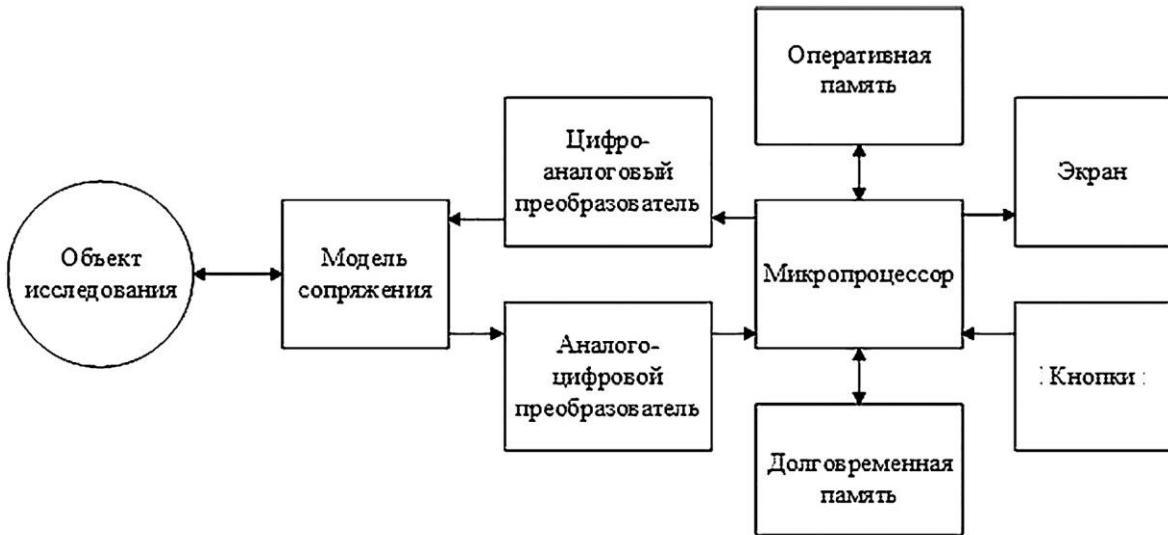 Оперативная
память
Цифро-
аналоговый
преобразователь
Экран
Объект
исследования
Модель
сопряжения
Микропроцессор
Аналого-
цифровой
преобразователь
Кнопки
Долговременная
память